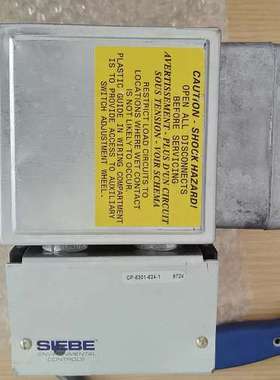 CAUTION - SHOCK HAZARD!
OPEN ALL DISCONNECTS
BEFORE SERVICING
AVERTISSEMENT - PLUS D'UN CIRCUIT
SOUS TENSION - VOIR SCHEMA
RESTRICT LOAD CIRCUITS TO
LOCATIONS WHERE WET CONTACT
IS NOT LIKELY TO OCCUR.
PLASTIC GUIDE IN WIRING COMPARTMENT
IS TO PROVIDE ACCESS TO AUXILIARY
SWITCH ADJUSTMENT WHEEL
CP-8301-024-1 9724
SIEBE
ENVIRONMENTAL
CONTROLS